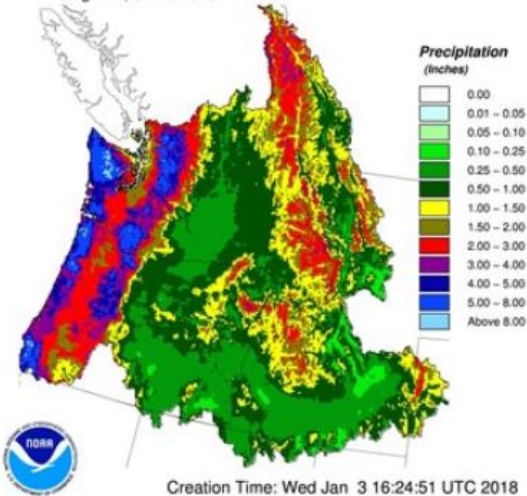 Precipitation
(Inches)
0.00
0.01 - 0.05
0.05 - 0.10
0.10 - 0.25
0.25 - 0.50
0.50 - 1.00
1.00 - 1.50
1.50 - 2.00
2.00 - 3.00
3.00 - 4.00
4.00 - 5.00
5.00 - 8.00
Above 8.00
NOAA
Creation Time: Wed Jan 3 16:24:51 UTC 2018